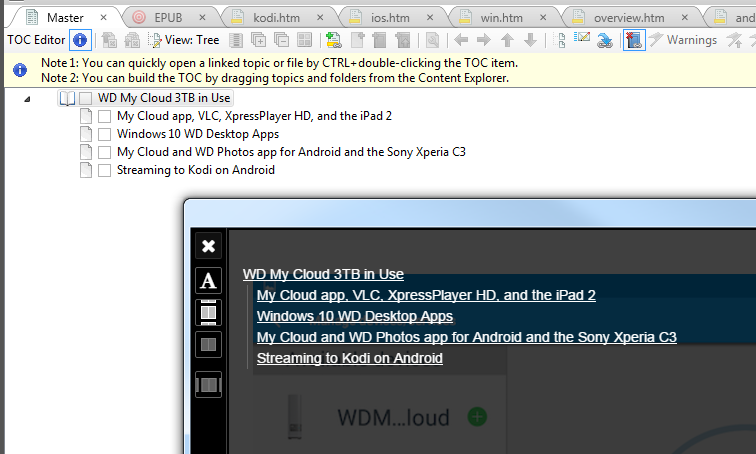 Master × EPUB × kodi.htm × ios.htm × win.htm × overview.htm × and
TOC Editor View: Tree Warnings
Note 1: You can quickly open a linked topic or file by CTRL+double-clicking the TOC item.
Note 2: You can build the TOC by dragging topics and folders from the Content Explorer.
WD My Cloud 3TB in Use
My Cloud app, VLC, XpressPlayer HD, and the iPad 2
Windows 10 WD Desktop Apps
My Cloud and WD Photos app for Android and the Sony Xperia C3
Streaming to Kodi on Android
A
WD My Cloud 3TB in Use
My Cloud app, VLC, XpressPlayer HD, and the iPad 2
Windows 10 WD Desktop Apps
My Cloud and WD Photos app for Android and the Sony Xperia C3
Streaming to Kodi on Android
WDM...loud